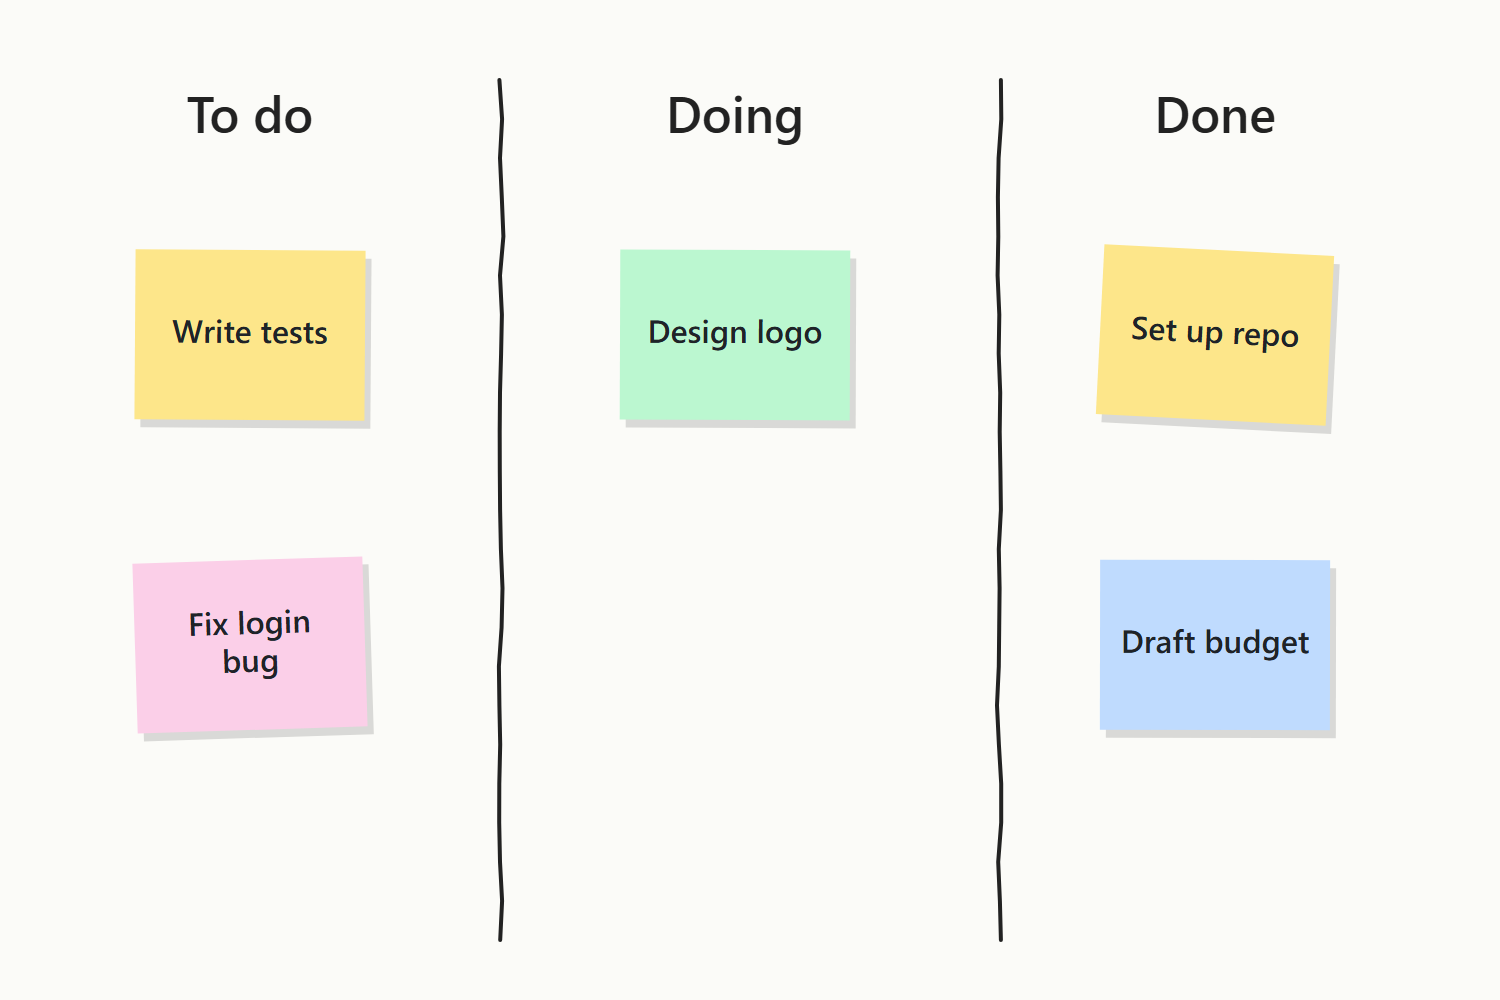 To do
Doing
Done
Write tests
Design logo
Set up repo
Fix login
bug
Draft budget